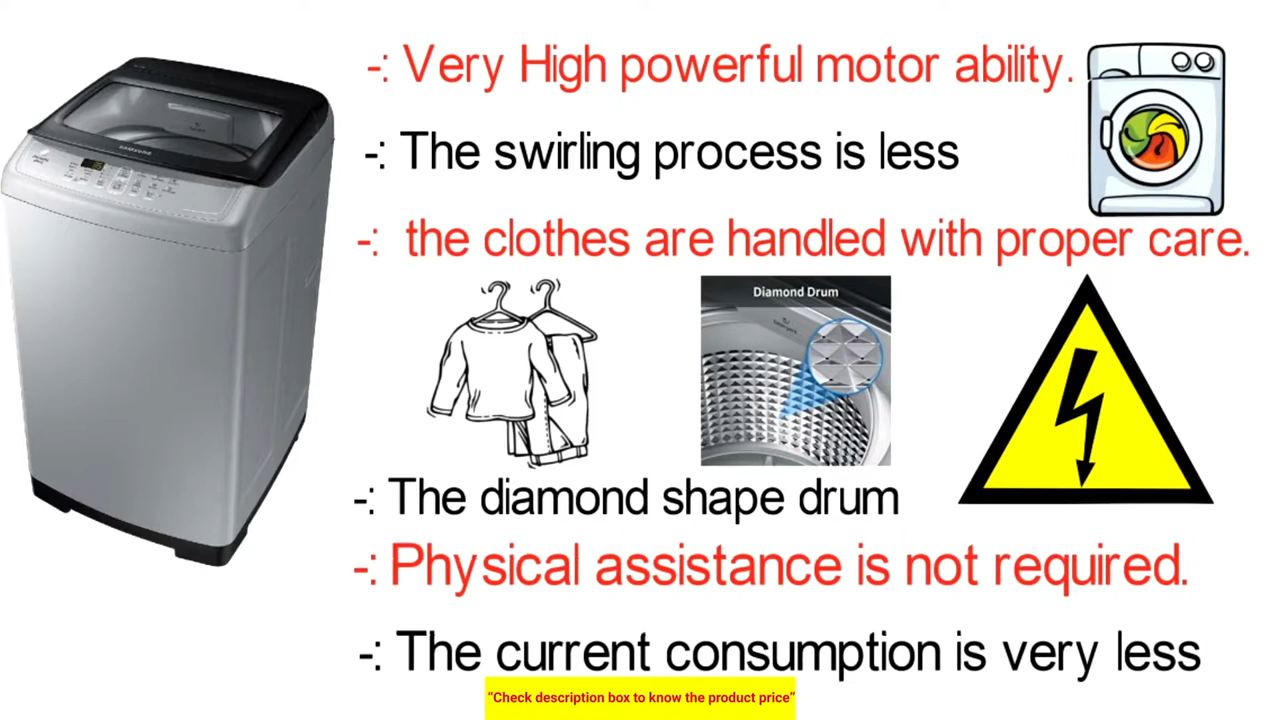 -: Very High powerful motor ability.
-: The swirling process is less
-: the clothes are handled with proper care.
SAMSUNG
Diamond Drum
-: The diamond shape drum
-: Physical assistance is not required.
-: The current consumption is very less
"Check description box to know the product price"